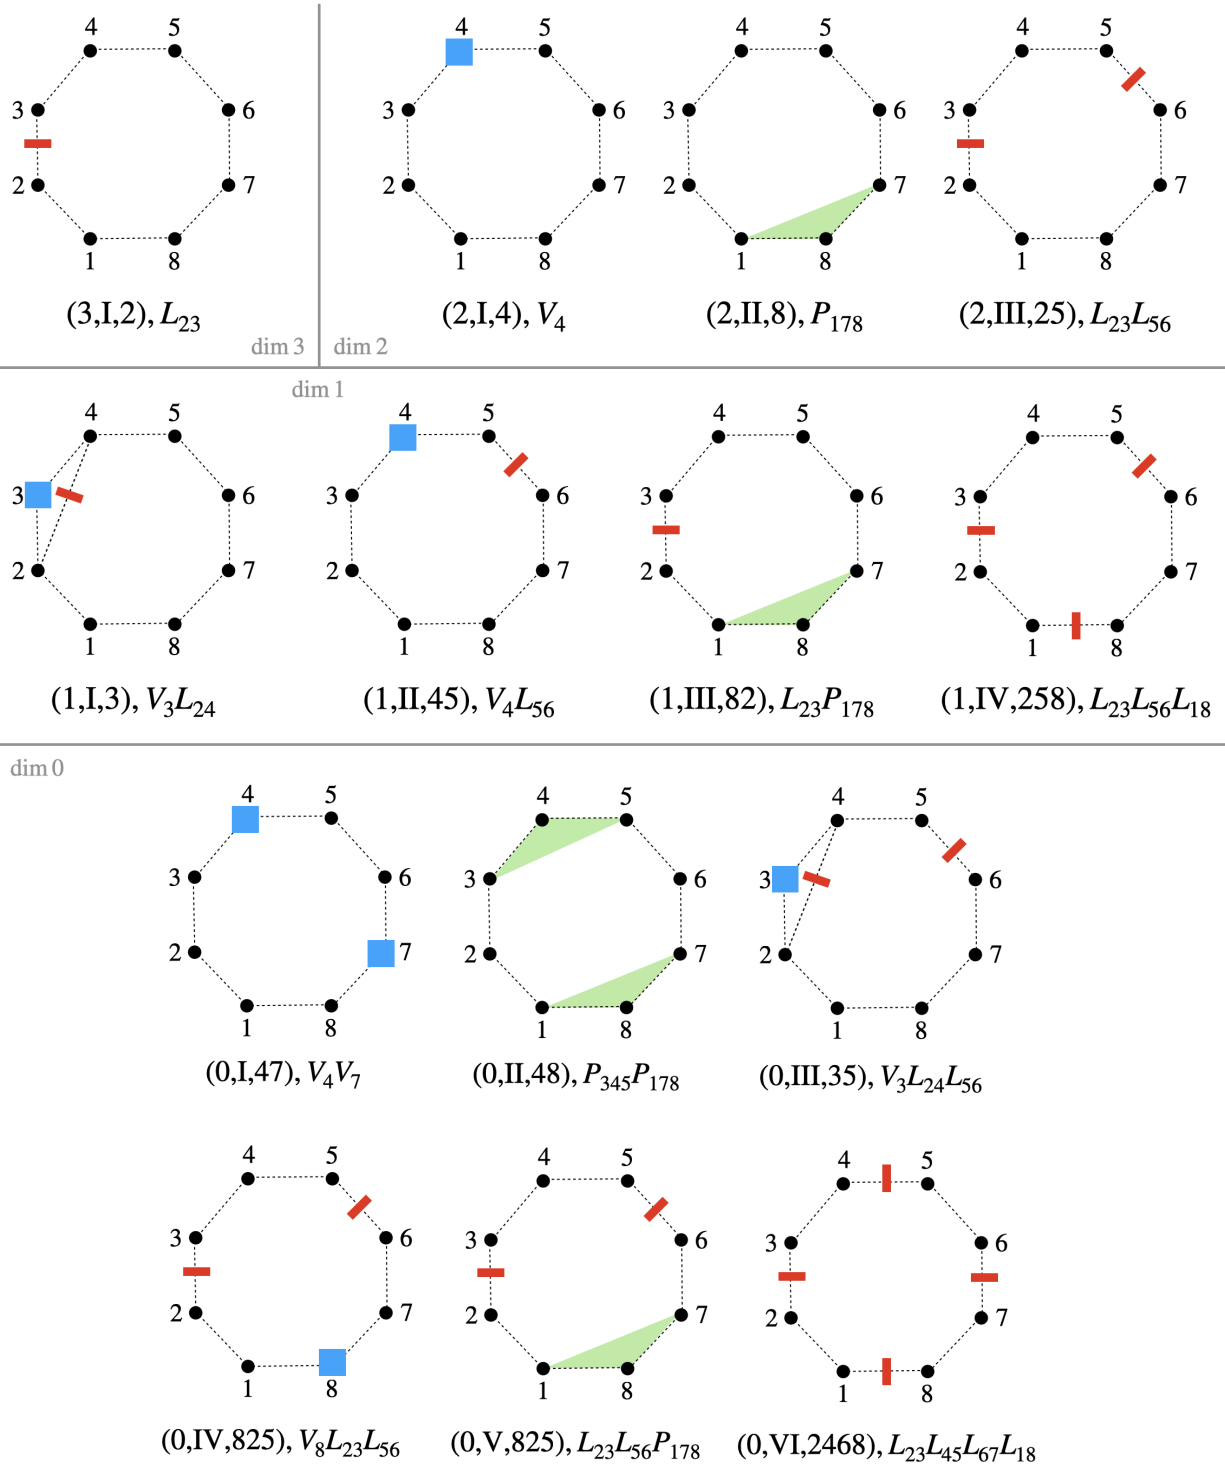 4 5 4 5 4 5 4 5
3 6 3 6 3 6 3 6
2 7 2 7 2 7 2 7
1 8 1 8 1 8 1 8
(3,I,2), L₂₃ (2,I,4), V₄ (2,II,8), P₁₇₈ (2,III,25), L₂₃L₅₆
dim 3 dim 2
dim 1
4 5 4 5 4 5 4 5
3 6 3 6 3 6 3 6
2 7 2 7 2 7 2 7
1 8 1 8 1 8 1 8
(1,I,3), V₃L₂₄ (1,II,45), V₄L₅₆ (1,III,82), L₂₃P₁₇₈ (1,IV,258), L₂₃L₅₆L₁₈
dim 0
4 5 4 5 4 5
3 6 3 6 3 6
2 7 2 7 2 7
1 8 1 8 1 8
(0,I,47), V₄V₇ (0,II,48), P₃₄₅P₁₇₈ (0,III,35), V₃L₂₄L₅₆
4 5 4 5 4 5
3 6 3 6 3 6
2 7 2 7 2 7
1 8 1 8 1 8
(0,IV,825), V₈L₂₃L₅₆ (0,V,825), L₂₃L₅₆P₁₇₈ (0,VI,2468), L₂₃L₄₅L₆₇L₁₈